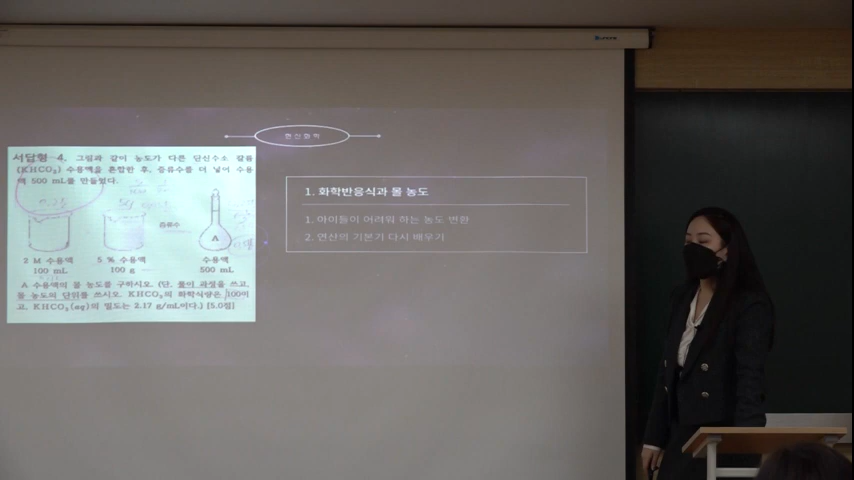 현산화학
서답형 4. 그림과 같이 농도가 다른 탄산수소 칼륨
(KHCO₃) 수용액을 혼합한 후, 증류수를 더 넣어 수용
액 500 mL를 만들었다.
증류수
A
2 M 수용액
100 mL
5 % 수용액
100 g
수용액
500 mL
A 수용액의 몰 농도를 구하시오. (단, 풀이 과정을 쓰고,
몰 농도의 단위를 쓰시오. KHCO₃의 화학식량은 100이
고, KHCO₃(aq)의 밀도는 2.17 g/mL이다.) [5.0점]
1. 화학반응식과 몰 농도
1. 아이들이 어려워 하는 농도 변환
2. 연산의 기본기 다시 배우기